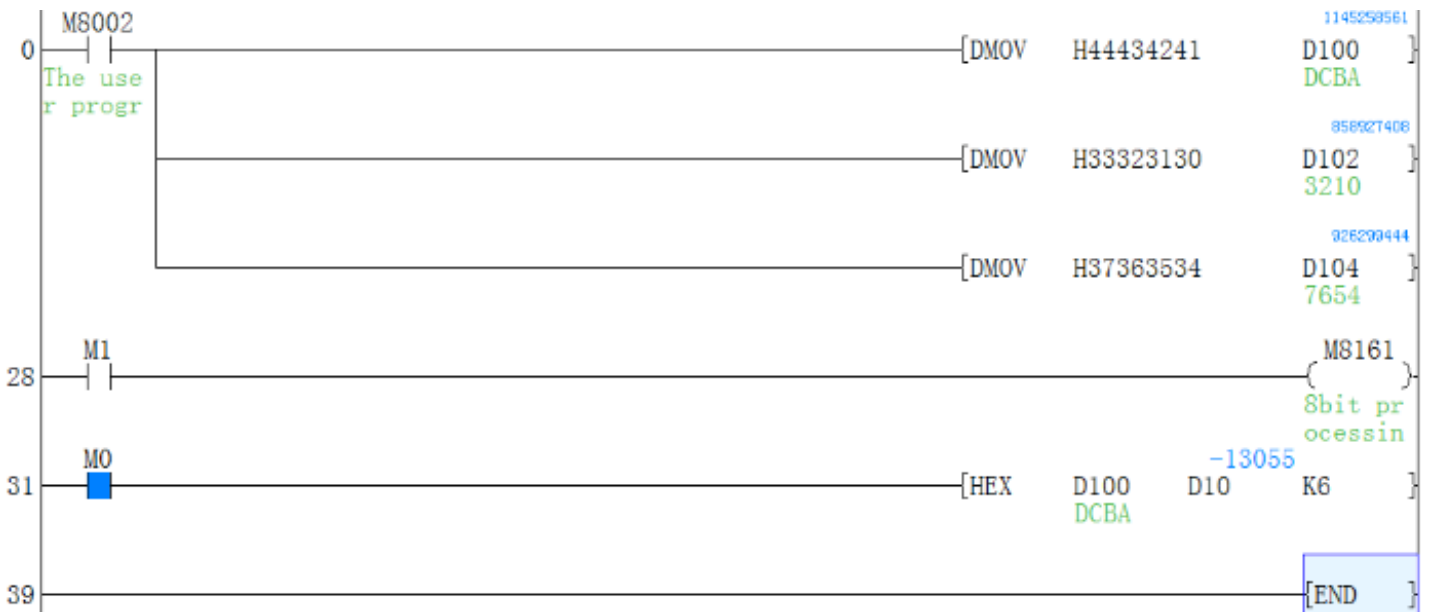 M8002
1145258561
0 [DMOV H44434241 D100 ]
The use
r progr
DCBA
858927408
[DMOV H33323130 D102 ]
3210
926299444
[DMOV H37363534 D104 ]
7654
M1
M8161
28 ( )
8bit pr
ocessin
M0
-13055
31 [HEX D100 D10 K6 ]
DCBA
39 [END ]